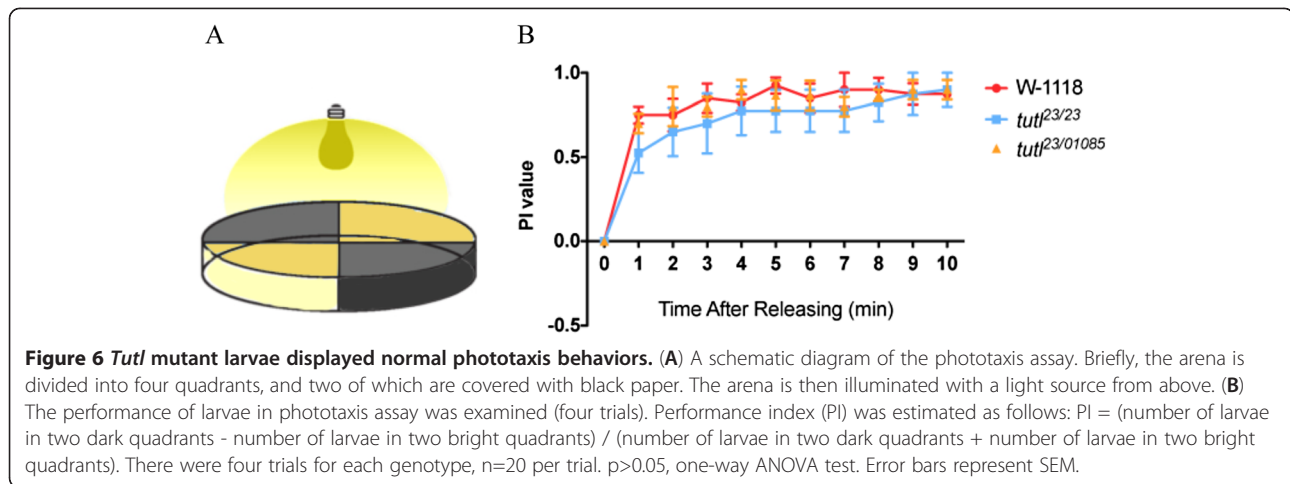 A
B
1.0
0.5
0.0
-0.5
PI value
0 1 2 3 4 5 6 7 8 9 10
Time After Releasing (min)
W-1118
tutl23/23
tutl23/01085
Figure 6 Tutl mutant larvae displayed normal phototaxis behaviors. (A) A schematic diagram of the phototaxis assay. Briefly, the arena is
divided into four quadrants, and two of which are covered with black paper. The arena is then illuminated with a light source from above. (B)
The performance of larvae in phototaxis assay was examined (four trials). Performance index (PI) was estimated as follows: PI = (number of larvae
in two dark quadrants - number of larvae in two bright quadrants) / (number of larvae in two dark quadrants + number of larvae in two bright
quadrants). There were four trials for each genotype, n=20 per trial. p>0.05, one-way ANOVA test. Error bars represent SEM.